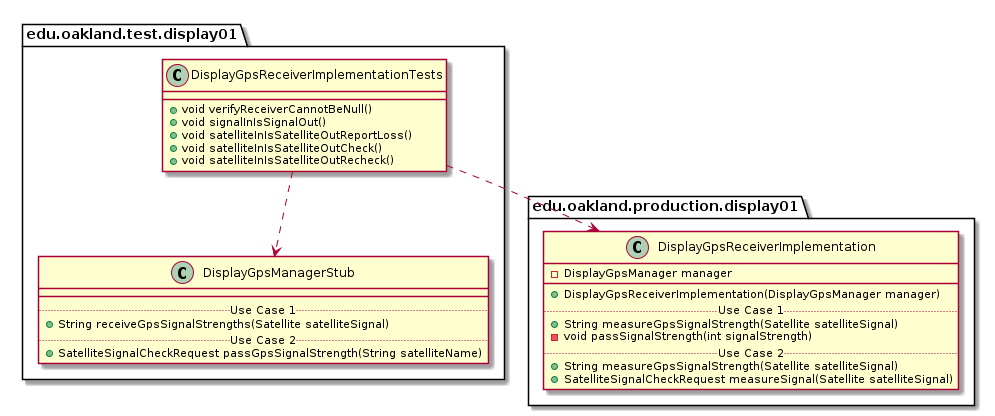 edu.oakland.test.display01
C DisplayGpsReceiverImplementationTests
void verifyReceiverCannotBeNull()
void signalInIsSignalOut()
void satelliteInIsSatelliteOutReportLoss()
void satelliteInIsSatelliteOutCheck()
void satelliteInIsSatelliteOutRecheck()
C DisplayGpsManagerStub
Use Case 1
String receiveGpsSignalStrengths(Satellite satelliteSignal)
Use Case 2
SatelliteSignalCheckRequest passGpsSignalStrength(String satelliteName)
edu.oakland.production.display01
C DisplayGpsReceiverImplementation
DisplayGpsManager manager
DisplayGpsReceiverImplementation(DisplayGpsManager manager)
Use Case 1
String measureGpsSignalStrength(Satellite satelliteSignal)
void passSignalStrength(int signalStrength)
Use Case 2
String measureGpsSignalStrength(Satellite satelliteSignal)
SatelliteSignalCheckRequest measureSignal(Satellite satelliteSignal)